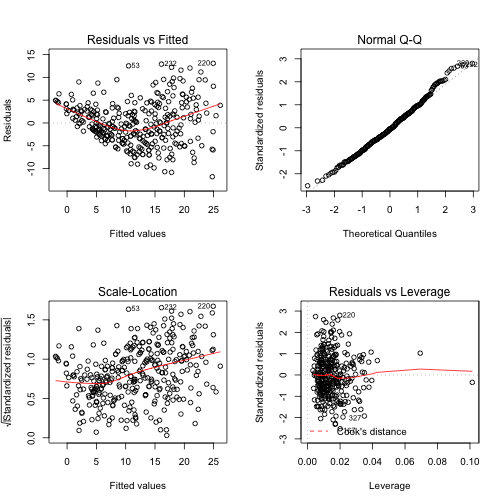 Residuals vs Fitted
Residuals
-10 -5 0 5 10 15
53
232
220
0 5 10 15 20 25
Fitted values
Normal Q-Q
Standardized residuals
-2 -1 0 1 2 3
-3 -2 -1 0 1 2 3
Theoretical Quantiles
Scale-Location
√|Standardized residuals|
0.0 0.5 1.0 1.5
53
232
220
0 5 10 15 20 25
Fitted values
Residuals vs Leverage
Standardized residuals
-3 -2 -1 0 1 2 3
220
327
Cook's distance
0.00 0.02 0.04 0.06 0.08 0.10
Leverage